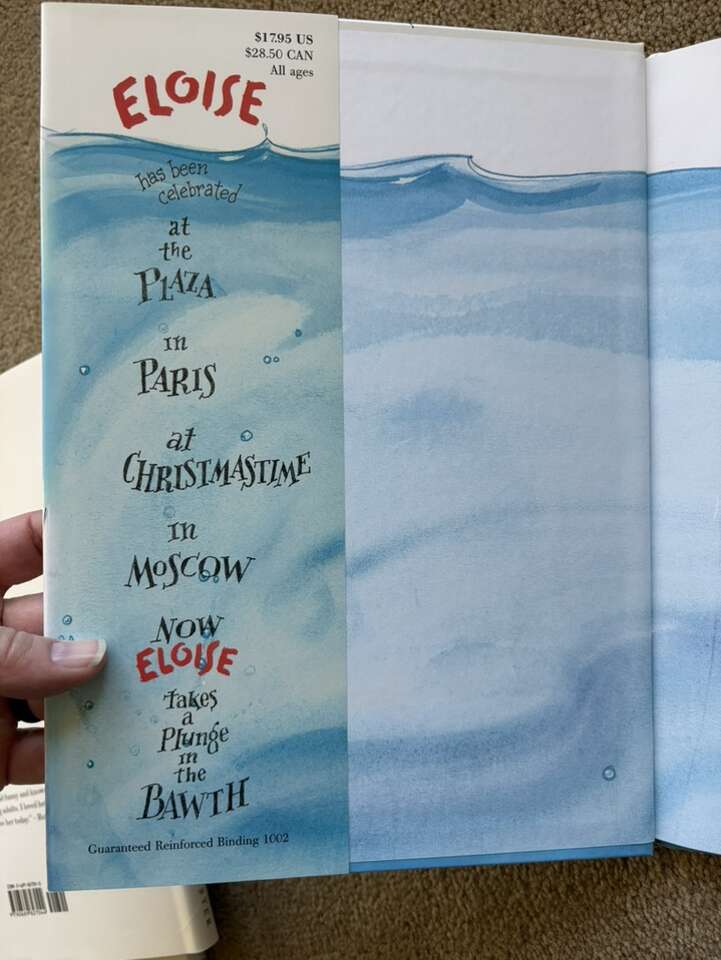 $17.95 US
$28.50 CAN
All ages
ELOISE
has been
celebrated
at
the
PLAZA
in
PARIS
at
CHRISTMASTIME
in
MOSCOW
NOW
ELOISE
Takes
a
Plunge
in
the
BAWTH
Guaranteed Reinforced Binding 1002